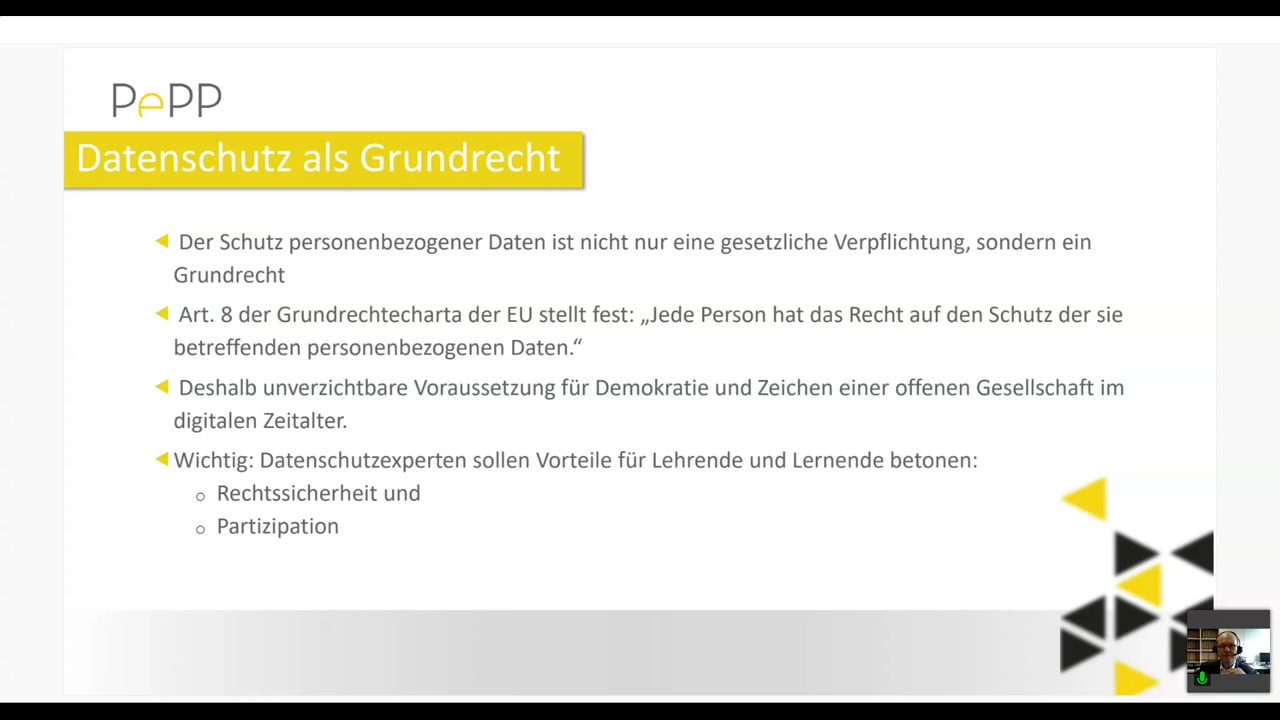 PePP
Datenschutz als Grundrecht
Der Schutz personenbezogener Daten ist nicht nur eine gesetzliche Verpflichtung, sondern ein
Grundrecht
Art. 8 der Grundrechtecharta der EU stellt fest: „Jede Person hat das Recht auf den Schutz der sie
betreffenden personenbezogenen Daten.“
Deshalb unverzichtbare Voraussetzung für Demokratie und Zeichen einer offenen Gesellschaft im
digitalen Zeitalter.
Wichtig: Datenschutzexperten sollen Vorteile für Lehrende und Lernende betonen:
Rechtssicherheit und
Partizipation